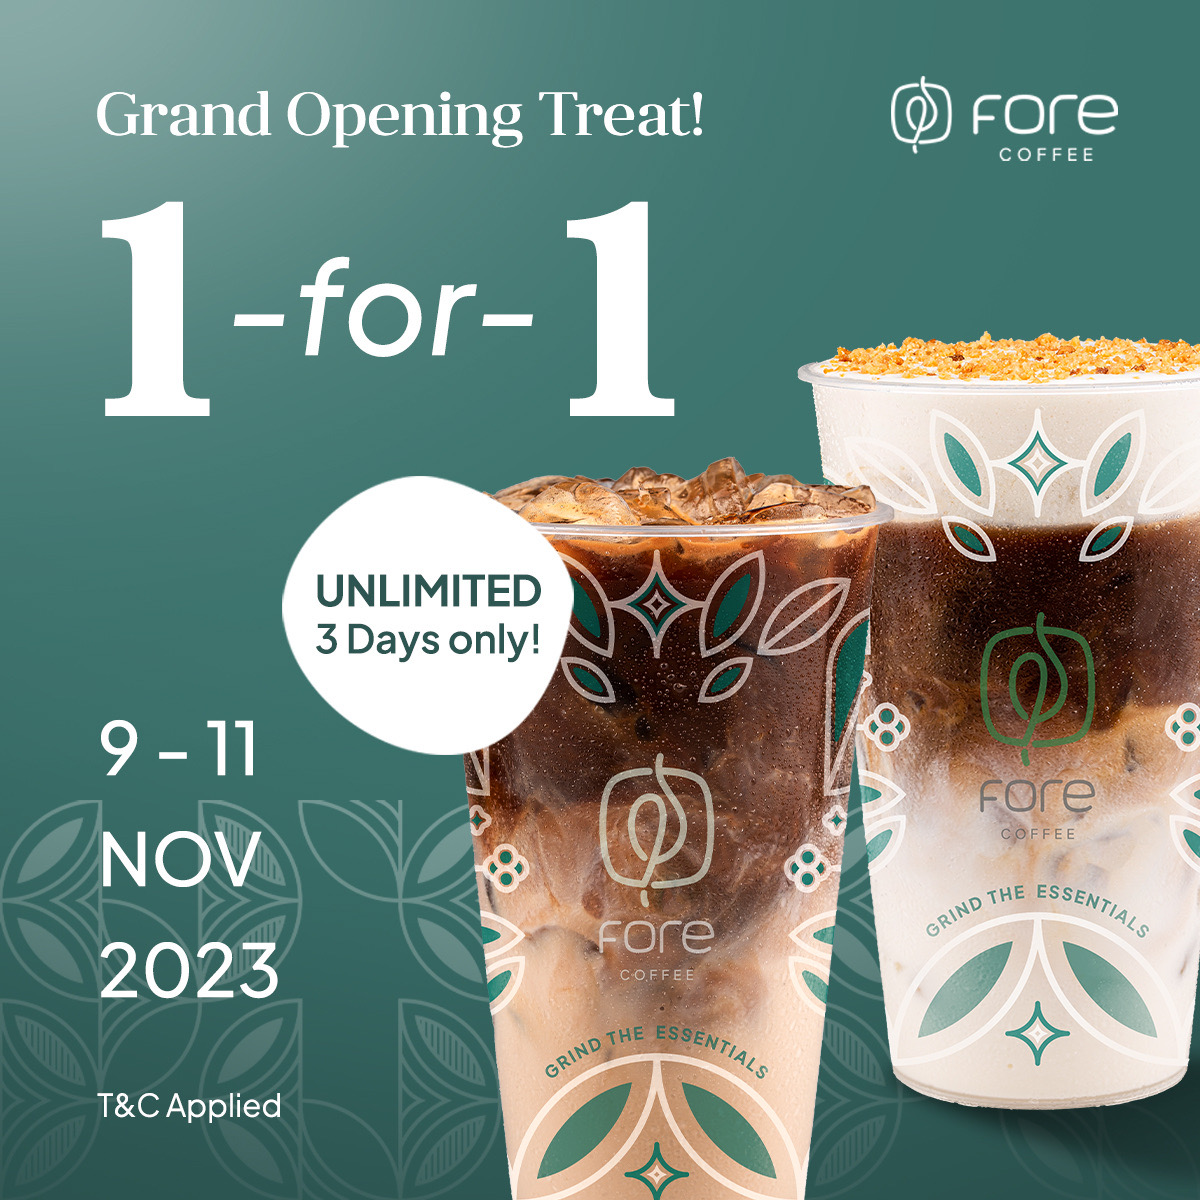 Grand Opening Treat!
FORE
COFFEE
1-for-1
UNLIMITED
3 Days only!
9 - 11
NOV
2023
T&C Applied
FORE
COFFEE
GRIND THE ESSENTIALS
FORE
COFFEE
GRIND THE ESSENTIALS